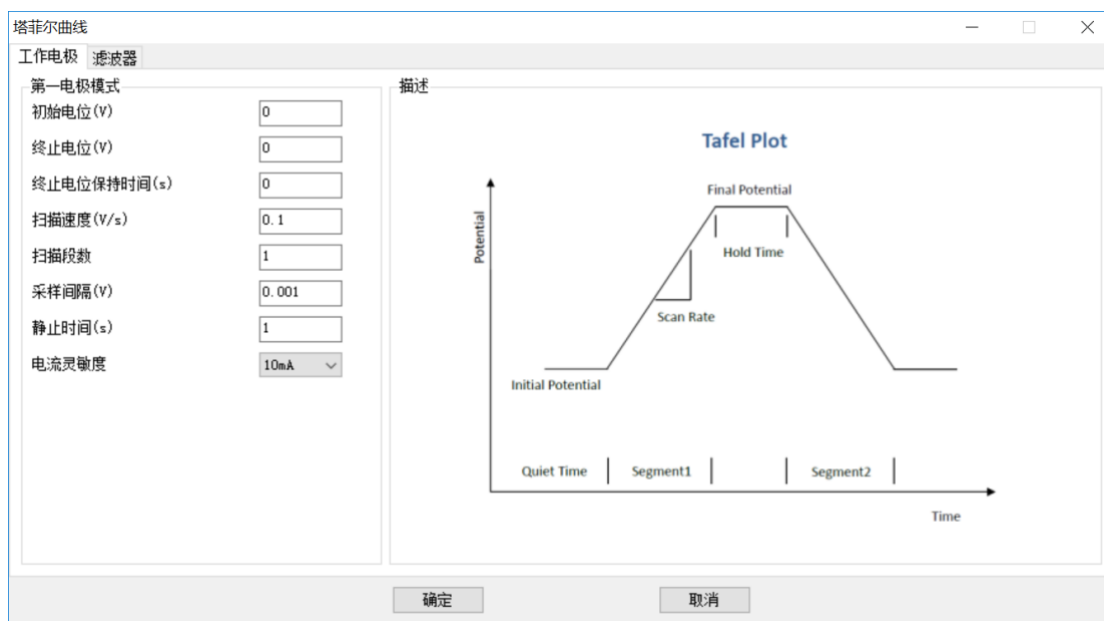 塔菲尔曲线
工作电极 滤波器
第一电极模式
初始电位(V) 0
终止电位(V) 0
终止电位保持时间(s) 0
扫描速度(V/s) 0.1
扫描段数 1
采样间隔(V) 0.001
静止时间(s) 1
电流灵敏度 10mA
描述
Tafel Plot
Final Potential
Potential
Hold Time
Scan Rate
Initial Potential
Quiet Time Segment1 Segment2
Time
确定 取消